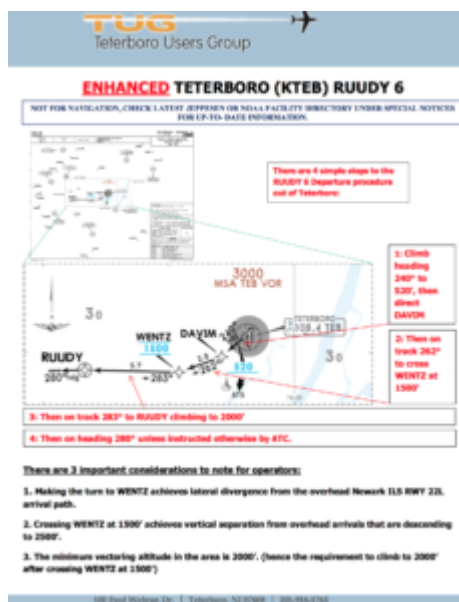 TUG
Teterboro Users Group
ENHANCED TETERBORO (KTEB) RUUDY 6
NOT FOR NAVIGATION, CHECK LATEST JEPPESEN OR NOAA FACILITY DIRECTORY UNDER SPECIAL NOTICES
FOR UP-TO-DATE INFORMATION.
There are 4 simple steps to the
RUUDY 6 Departure procedure
out of Teterboro:
1: Climb
heading
240° to
520', then
direct
DAVIM
2: Then on
track 262°
to cross
WENTZ at
1500'
3000
MSA TEB VOR
30
TETERBORO
108.4 TEB
DAVIM
WENTZ
1500
RUUDY
30
520
5.7
283°
262°
280°
3: Then on track 283° to RUUDY climbing to 2000'
4: Then on heading 280° unless instructed otherwise by ATC.
There are 3 important considerations to note for operators:
1. Making the turn to WENTZ achieves lateral divergence from the overhead Newark ILS RWY 22L
arrival path.
2. Crossing WENTZ at 1500' achieves vertical separation from overhead arrivals that are descending
to 2500'.
3. The minimum vectoring altitude in the area is 2000'. (hence the requirement to climb to 2000'
after crossing WENTZ at 1500')